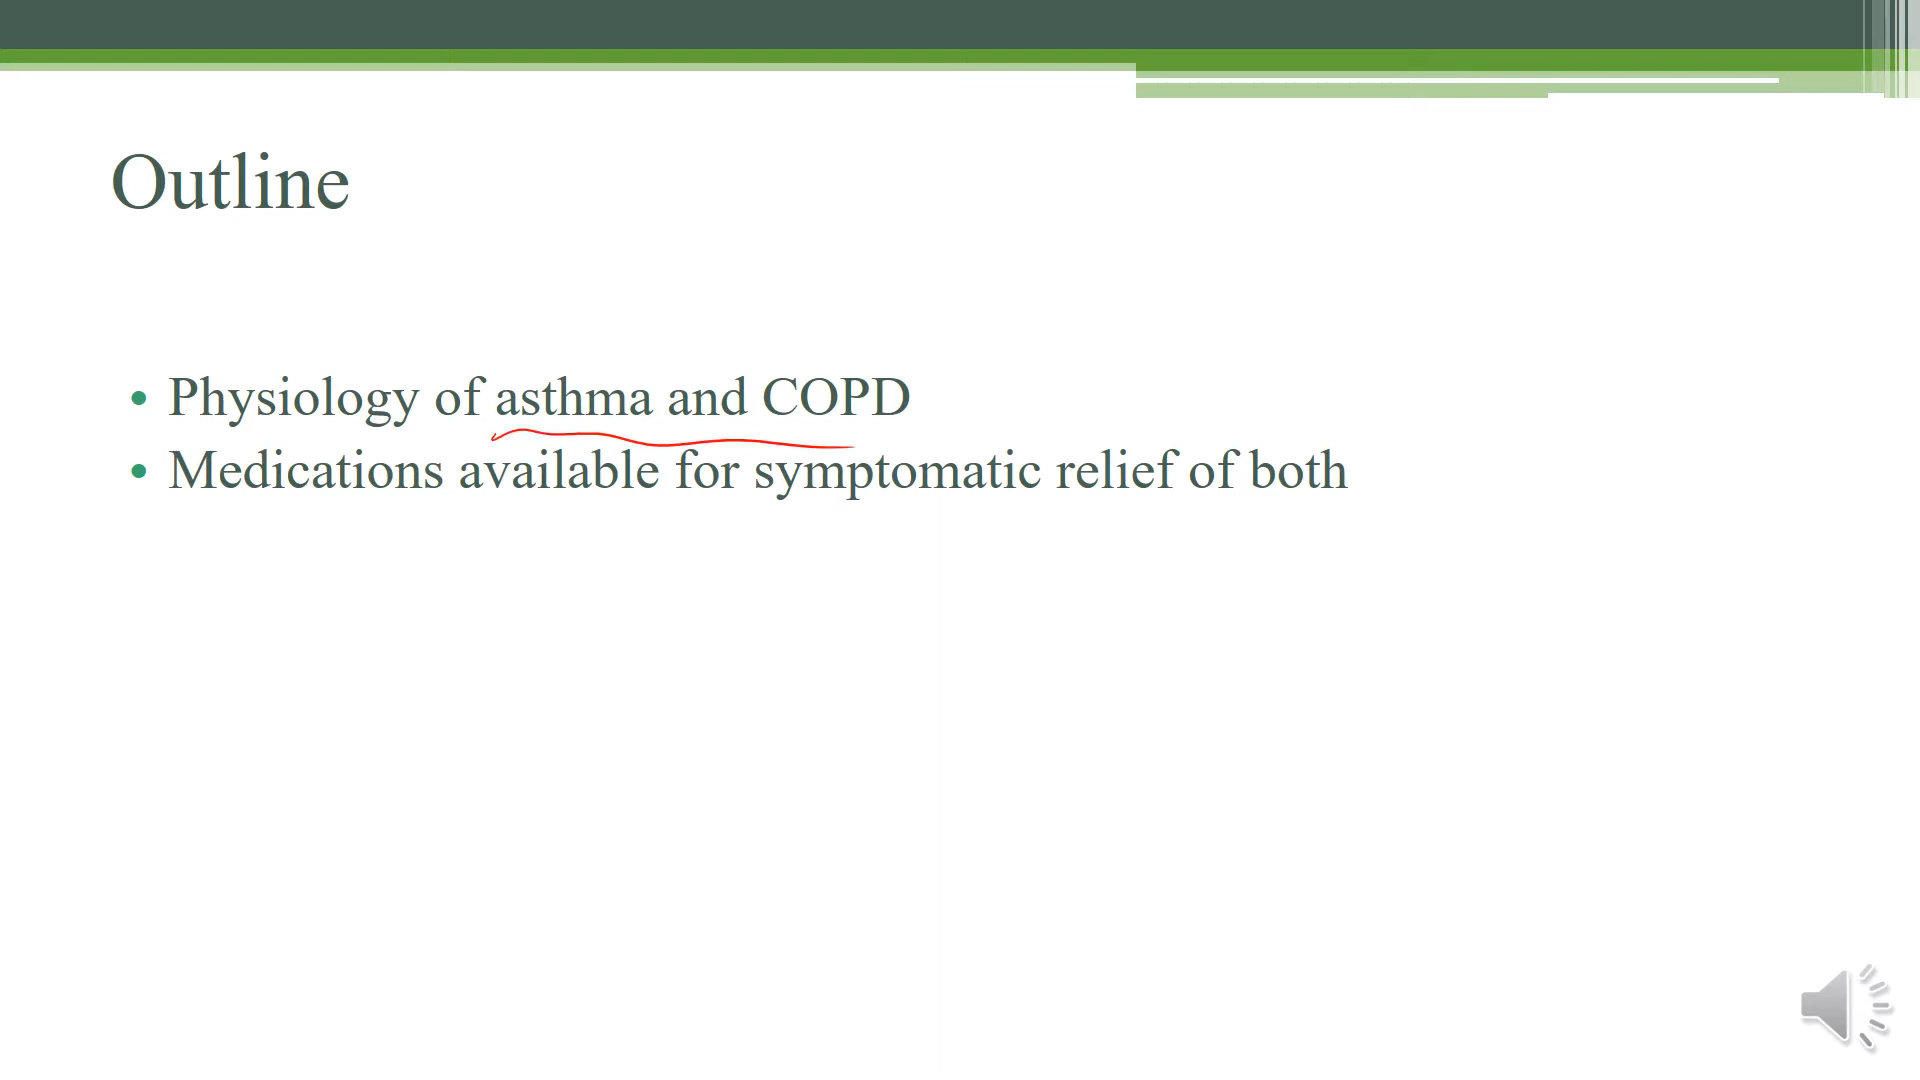 Outline
• Physiology of asthma and COPD
• Medications available for symptomatic relief of both